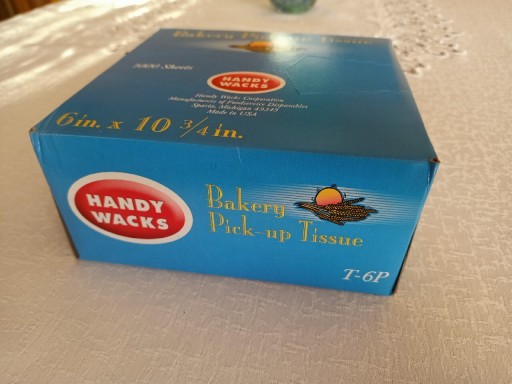 Bakery Pick-up Tissue
1000 Sheets
HANDY
WACKS
Handy Wacks Corporation
Manufacturers of Foodservice Disposables
Sparta, Michigan 49345
Made in USA
6 in. x 10 3/4 in.
HANDY
WACKS
Bakery
Pick-up Tissue
T-6P